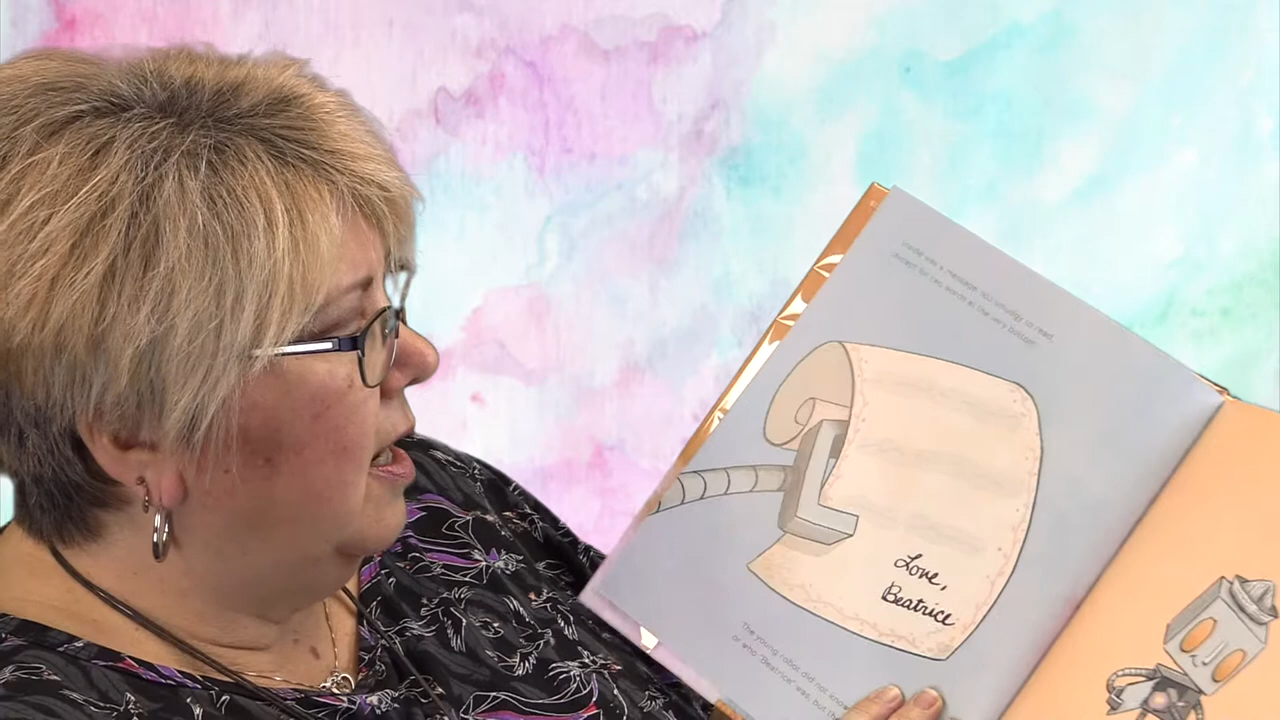 Inside was a message, too smudgy to read,
except for two words at the very bottom:
Love,
Beatrice
The young robot did not know
or who "Beatrice" was, but the